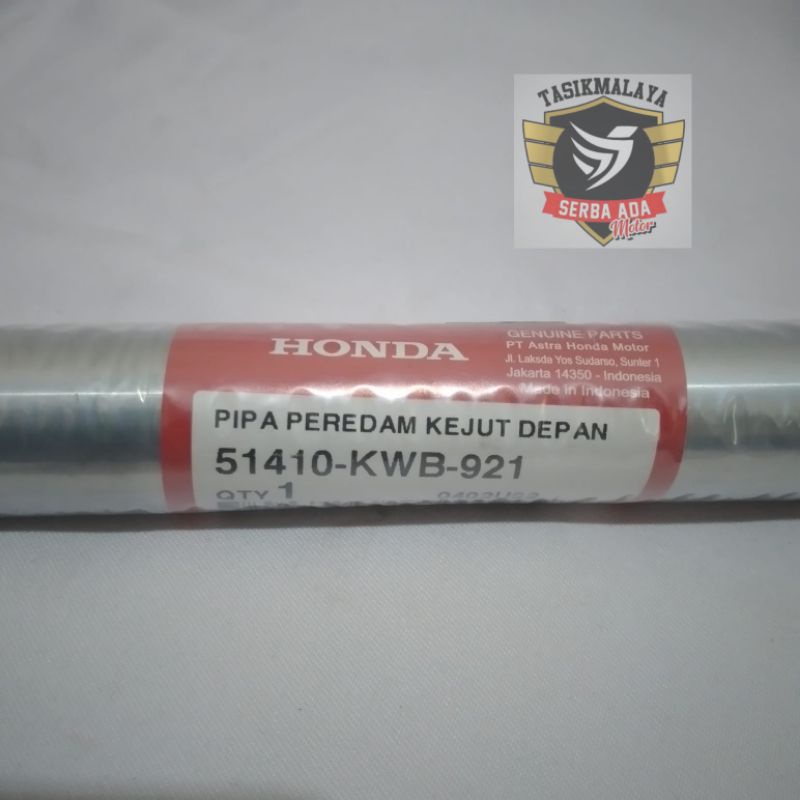 TASIKMALAYA
SERBA ADA
Motor
HONDA
GENUINE PARTS
PT Astra Honda Motor
Jl. Laksda Yos Sudarso, Sunter 1
Jakarta 14350 - Indonesia
Made in Indonesia
PIPA PEREDAM KEJUT DEPAN
51410-KWB-921
QTY 1